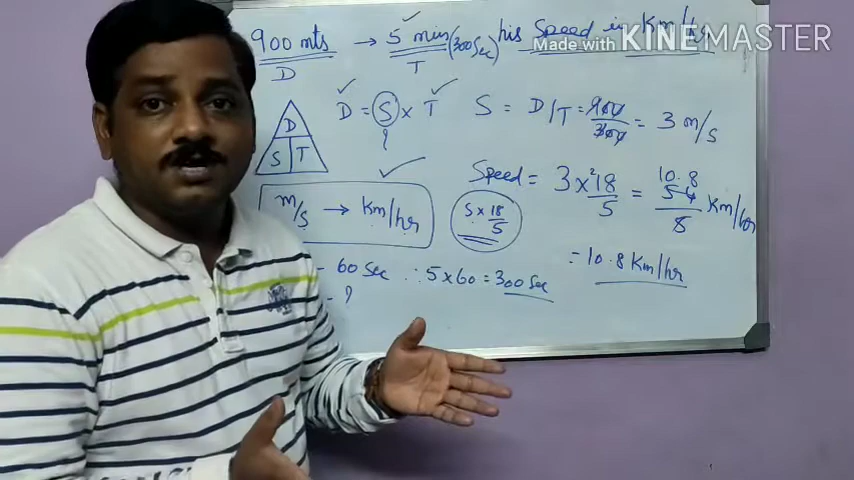 900 mts → 5 min (300 Sec) his Speed in Km/hr
D T
Made with KINEMASTER
D = S × T S = D/T = 900/300 = 3 m/s
?
D
S T
m/s → Km/hr
5 × 18/5
Speed = 3 × 18/5 = 54/8 Km/hr
10.8
= 10.8 Km/hr
- 60 Sec ∴ 5 × 60 = 300 Sec
- ?